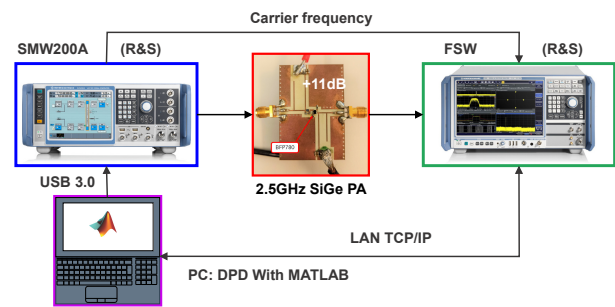 Carrier frequency
SMW200A (R&S)
FSW (R&S)
+11dB
BFP780
2.5GHz SiGe PA
USB 3.0
LAN TCP/IP
PC: DPD With MATLAB